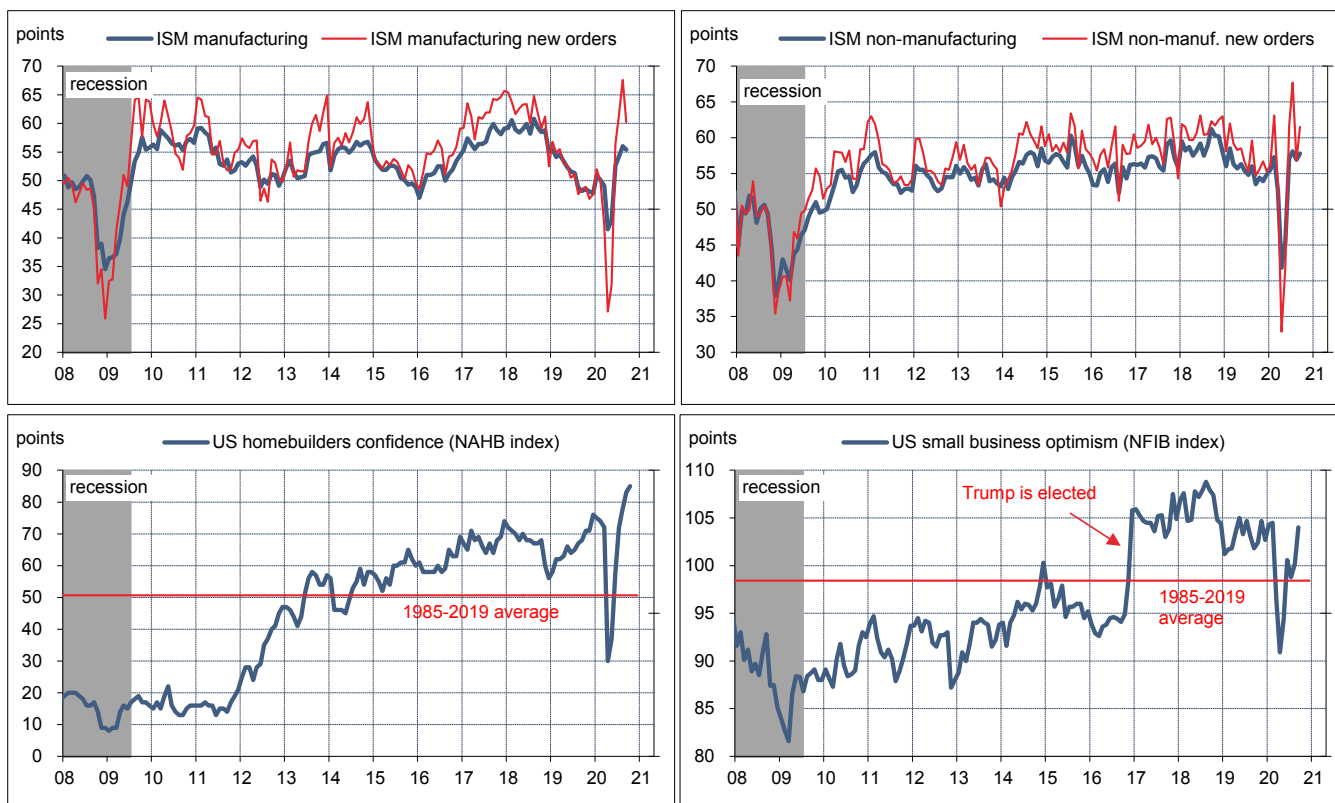 points
ISM manufacturing ISM manufacturing new orders
70
65
60
55
50
45
40
35
30
25
20
recession
08 09 10 11 12 13 14 15 16 17 18 19 20 21
points
ISM non-manufacturing ISM non-manuf. new orders
70
65
60
55
50
45
40
35
30
recession
08 09 10 11 12 13 14 15 16 17 18 19 20 21
points
US homebuilders confidence (NAHB index)
90
80
70
60
50
40
30
20
10
0
recession
1985-2019 average
08 09 10 11 12 13 14 15 16 17 18 19 20 21
points
US small business optimism (NFIB index)
110
105
100
95
90
85
80
recession
Trump is elected
1985-2019
average
08 09 10 11 12 13 14 15 16 17 18 19 20 21